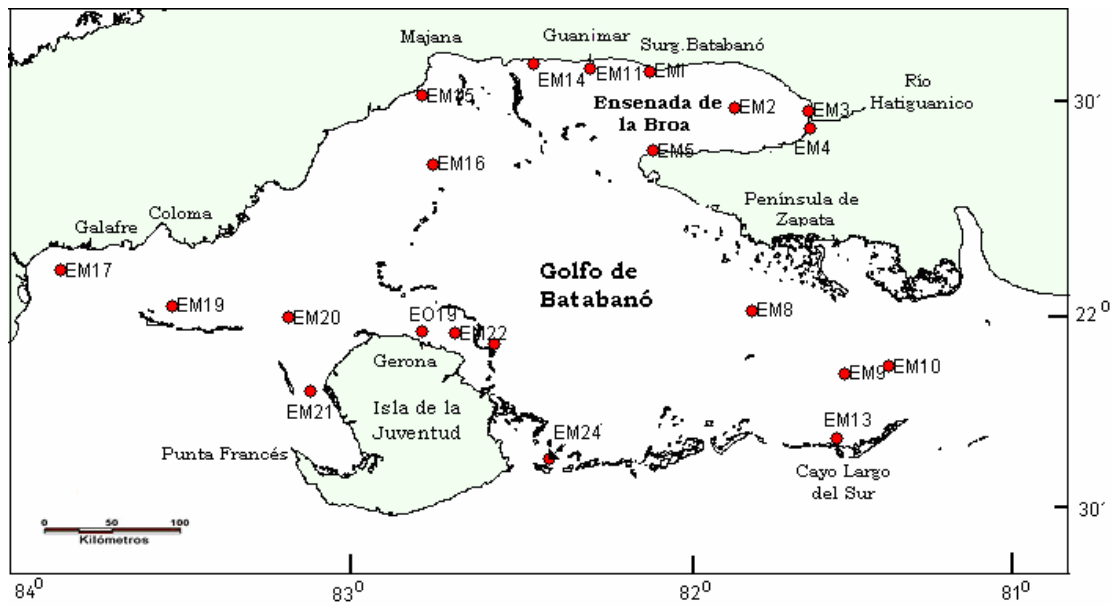 Majana
Guanimar
Surg.Batabanó
EM14
EM11
EM1
Río
Hatiguanico
EM15
Ensenada de
la Broa
EM2
EM3
30´
EM4
EM5
EM16
Península de
Zapata
Coloma
Galafre
EM17
Golfo de
Batabanó
EM19
EM20
EO19
EM22
EM8
22⁰
Gerona
EM9
EM10
EM21
Isla de la
Juventud
EM13
EM24
Punta Francés
Cayo Largo
del Sur
30´
0 50 100
Kilómetros
84⁰
83⁰
82⁰
81⁰